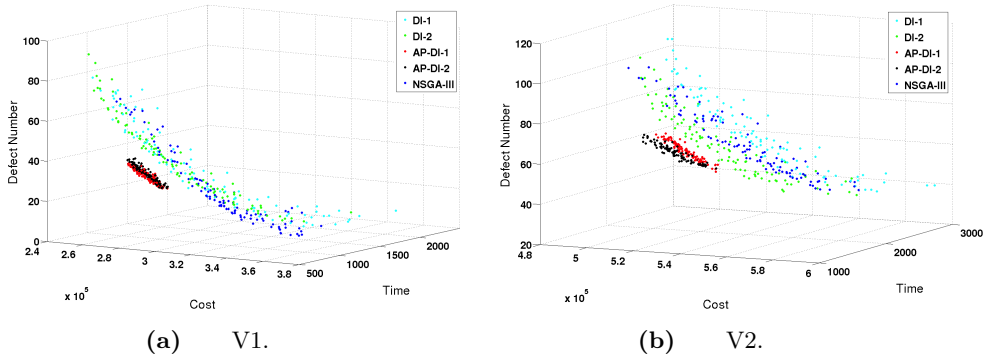 100
80
60
40
20
0
Defect Number
2.4
2.6
2.8
3
3.2
3.4
3.6
3.8
x 10^5
Cost
500
1000
1500
2000
Time
DI-1
DI-2
AP-DI-1
AP-DI-2
NSGA-III
(a) V1.
120
100
80
60
40
20
Defect Number
4.8
5
5.2
5.4
5.6
5.8
6
x 10^5
Cost
1000
2000
3000
Time
DI-1
DI-2
AP-DI-1
AP-DI-2
NSGA-III
(b) V2.